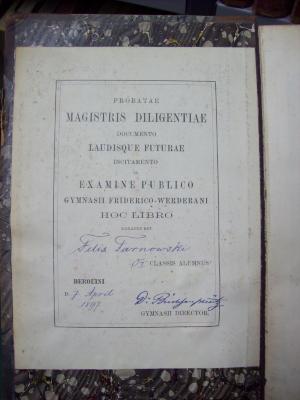 PROBATAE
MAGISTRIS DILIGENTIAE
DOCUMENTO
LAUDISQUE FUTURAE
INCITAMENTO
IN
EXAMINE PUBLICO
GYMNASII FRIDERICO-WERDERANI
HOC LIBRO
DONATUS EST
Felix Tarnowski
CLASSIS ALUMNUS
BEROLINI
D. 7 April
1897
D.
GYMNASII DIRECTOR